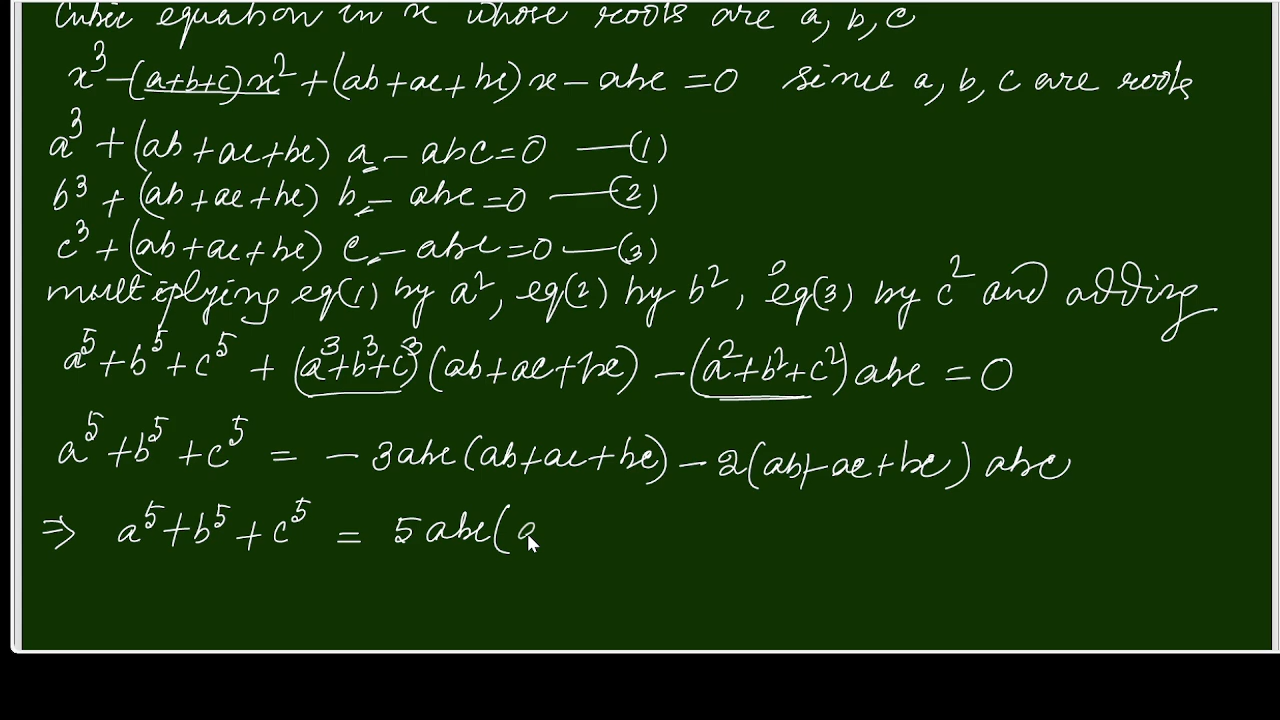 Cubic equation in x whose roots are a, b, c
x³ – (a+b+c)x² + (ab+ac+bc)x – abc = 0 since a, b, c are roots
a³ + (ab+ac+bc) a – abc = 0 —(1)
b³ + (ab+ac+bc) b – abc = 0 —(2)
c³ + (ab+ac+bc) c – abc = 0 —(3)
multiplying eq(1) by a², eq(2) by b², eq(3) by c² and adding
a⁵+b⁵+c⁵ + (a³+b³+c³)(ab+ac+bc) – (a²+b²+c²)abc = 0
a⁵+b⁵+c⁵ = – 3abc(ab+ac+bc) – 2(ab+ac+bc) abc
⇒ a⁵+b⁵+c⁵ = 5abc(a